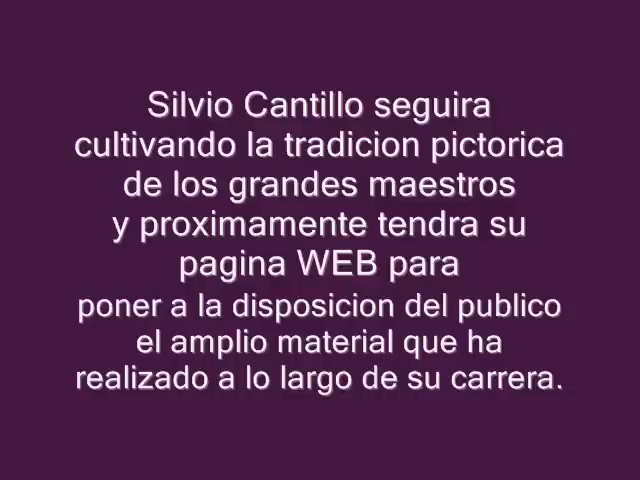 Silvio Cantillo seguira
cultivando la tradicion pictorica
de los grandes maestros
y proximamente tendra su
pagina WEB para
poner a la disposicion del publico
el amplio material que ha
realizado a lo largo de su carrera.